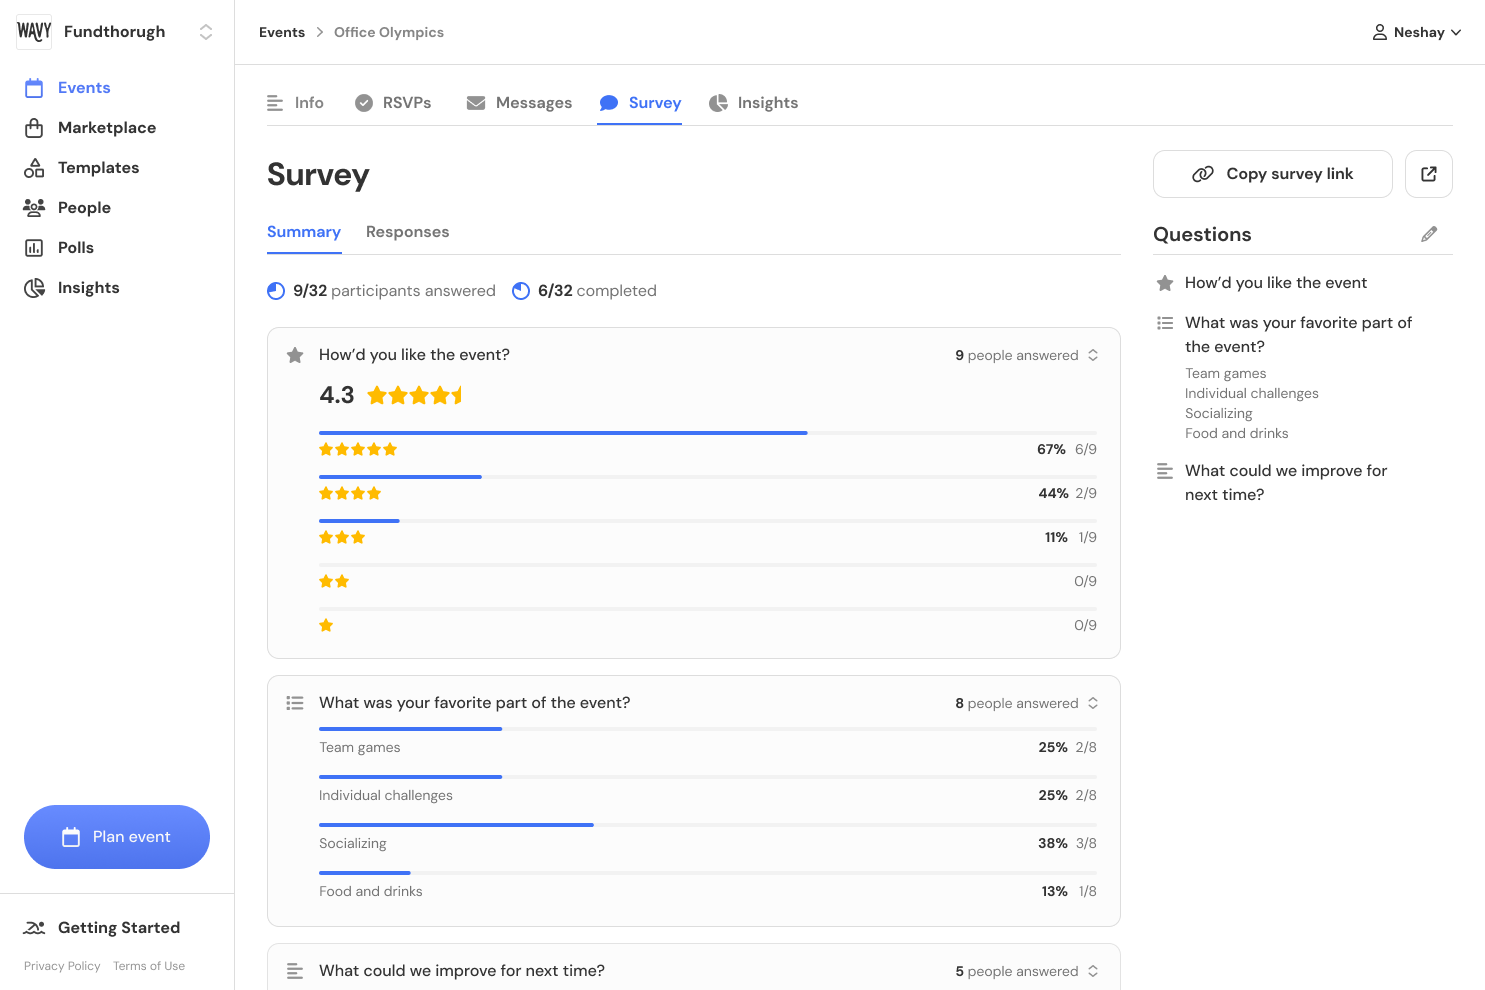 WAVY
Fundthorugh
Events
Marketplace
Templates
People
Polls
Insights
Plan event
Getting Started
Privacy Policy Terms of Use
Events Office Olympics
Neshay
Info RSVPs Messages Survey Insights
Survey
Summary Responses
9/32 participants answered 6/32 completed
How’d you like the event? 9 people answered
4.3
67% 6/9
44% 2/9
11% 1/9
0/9
0/9
What was your favorite part of the event? 8 people answered
Team games 25% 2/8
Individual challenges 25% 2/8
Socializing 38% 3/8
Food and drinks 13% 1/8
What could we improve for next time? 5 people answered
Copy survey link
Questions
How’d you like the event
What was your favorite part of
the event?
Team games
Individual challenges
Socializing
Food and drinks
What could we improve for
next time?